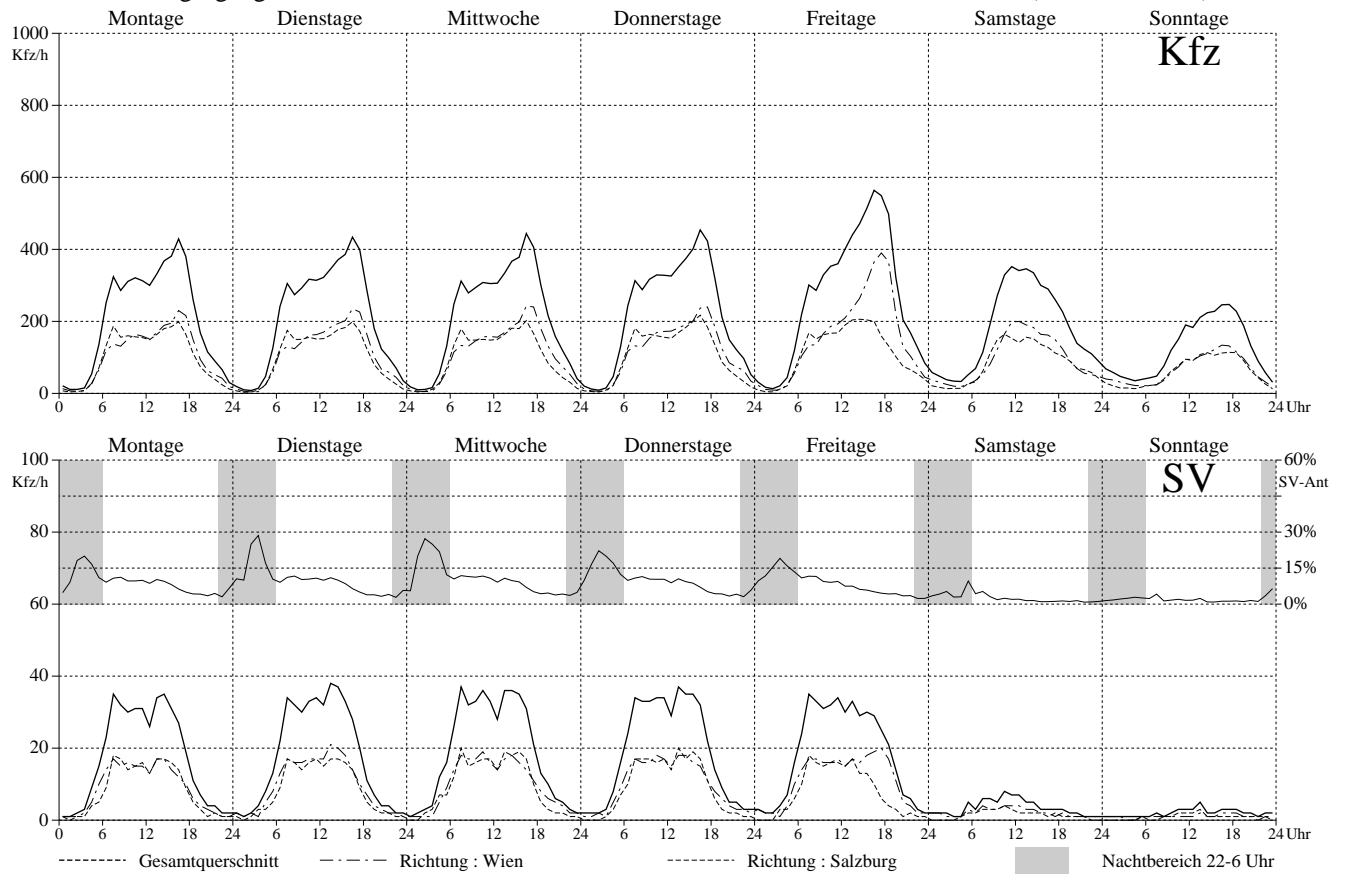 Montage Dienstage Mittwoche Donnerstage Freitage Samstage Sonntage
1000
Kfz/h
Kfz
800
600
400
200
0
0 6 12 18 24 6 12 18 24 6 12 18 24 6 12 18 24 6 12 18 24 6 12 18 24 6 12 18 24 Uhr
Montage Dienstage Mittwoche Donnerstage Freitage Samstage Sonntage
100 60%
Kfz/h SV SV-Ant
80 30%
15%
60 0%
40
20
0
0 6 12 18 24 6 12 18 24 6 12 18 24 6 12 18 24 6 12 18 24 6 12 18 24 6 12 18 24 Uhr
Gesamtquerschnitt Richtung : Wien Richtung : Salzburg Nachtbereich 22-6 Uhr